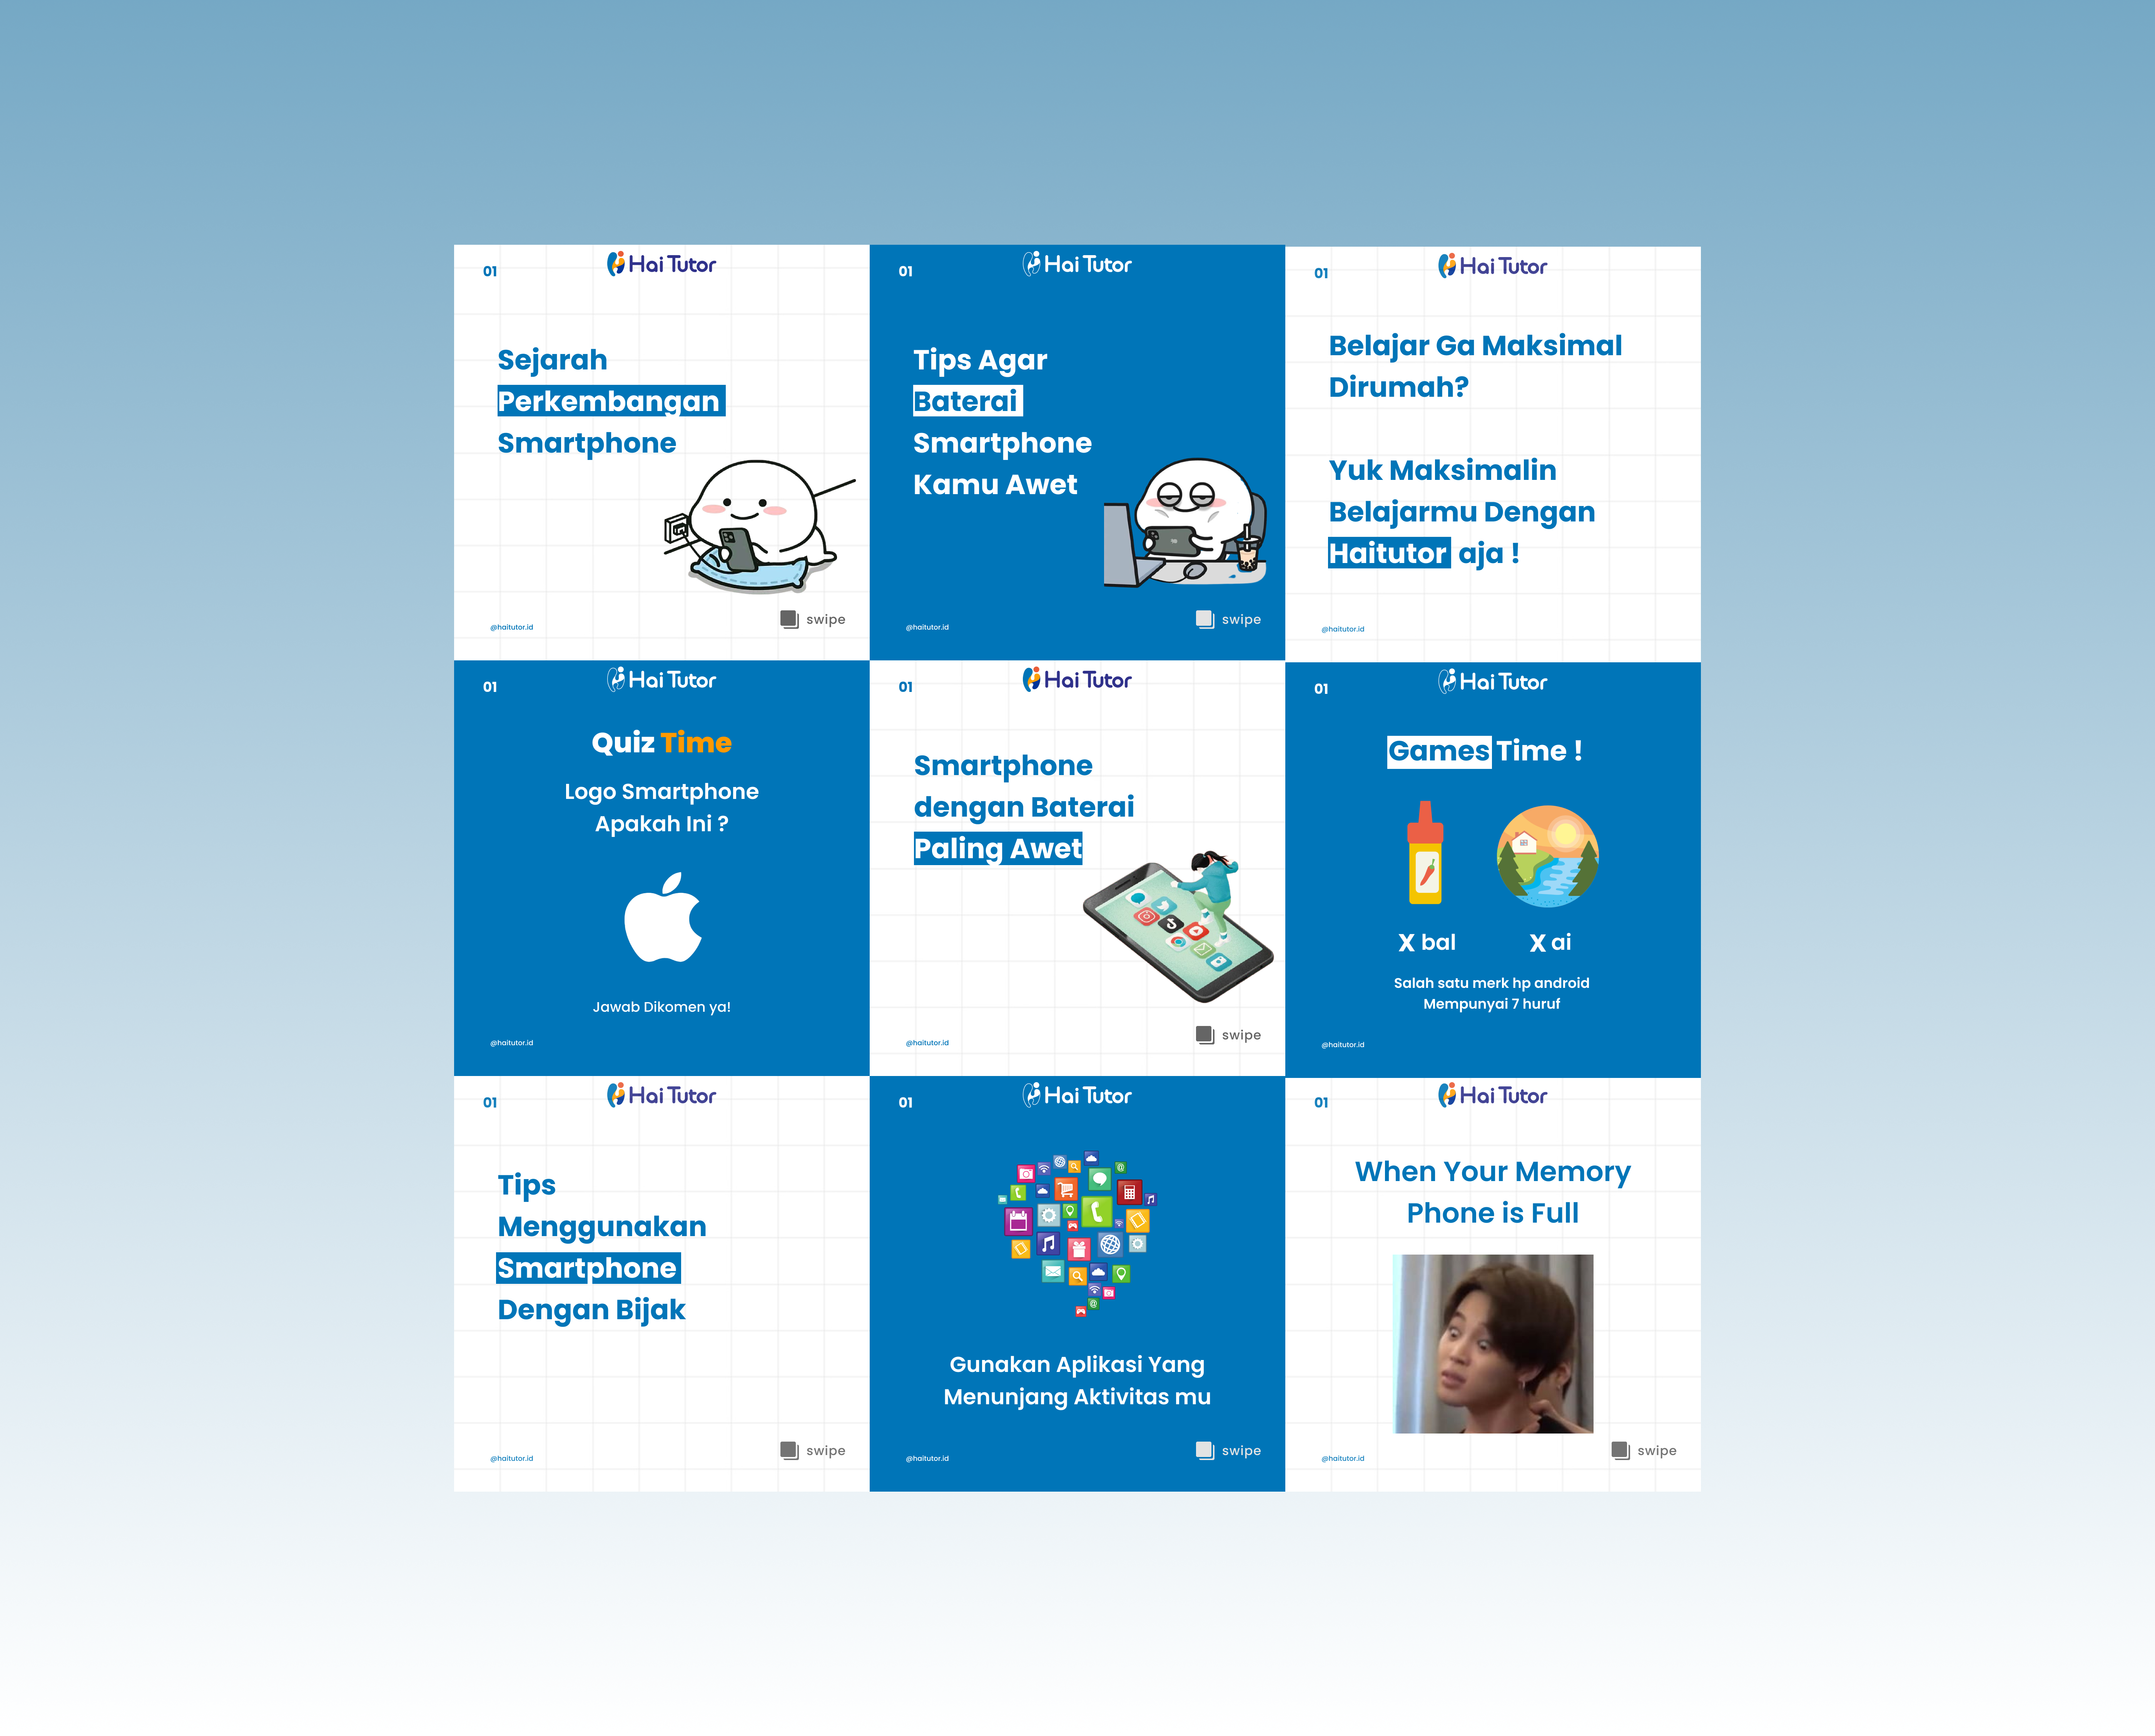 01
Hai Tutor
Sejarah
Perkembangan
Smartphone
@haitutor.id
swipe
01
Hai Tutor
Tips Agar
Baterai
Smartphone
Kamu Awet
@haitutor.id
swipe
01
Hai Tutor
Belajar Ga Maksimal
Dirumah?
Yuk Maksimalin
Belajarmu Dengan
Haitutor aja !
@haitutor.id
01
Hai Tutor
Quiz Time
Logo Smartphone
Apakah Ini ?
Jawab Dikomen ya!
@haitutor.id
01
Hai Tutor
Smartphone
dengan Baterai
Paling Awet
@haitutor.id
swipe
01
Hai Tutor
Games Time !
X bal
X ai
Salah satu merk hp android
Mempunyai 7 huruf
@haitutor.id
01
Hai Tutor
Tips
Menggunakan
Smartphone
Dengan Bijak
@haitutor.id
swipe
01
Hai Tutor
Gunakan Aplikasi Yang
Menunjang Aktivitas mu
@haitutor.id
swipe
01
Hai Tutor
When Your Memory
Phone is Full
@haitutor.id
swipe